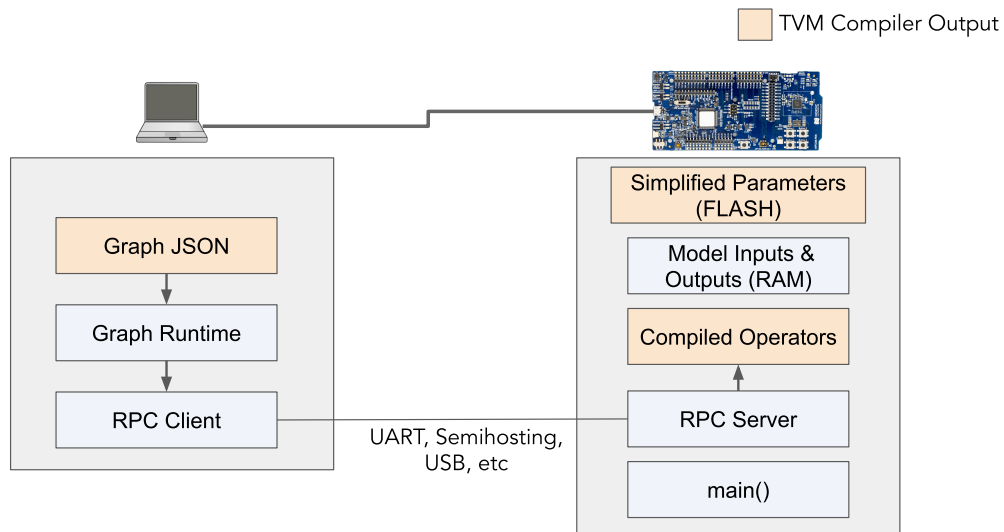 TVM Compiler Output
Graph JSON
Graph Runtime
RPC Client
UART, Semihosting,
USB, etc
Simplified Parameters
(FLASH)
Model Inputs &
Outputs (RAM)
Compiled Operators
RPC Server
main()